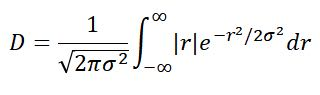 D = \frac{1}{\sqrt{2\pi\sigma^2}} \int_{-\infty}^{\infty} |r| e^{-r^2/2\sigma^2} dr